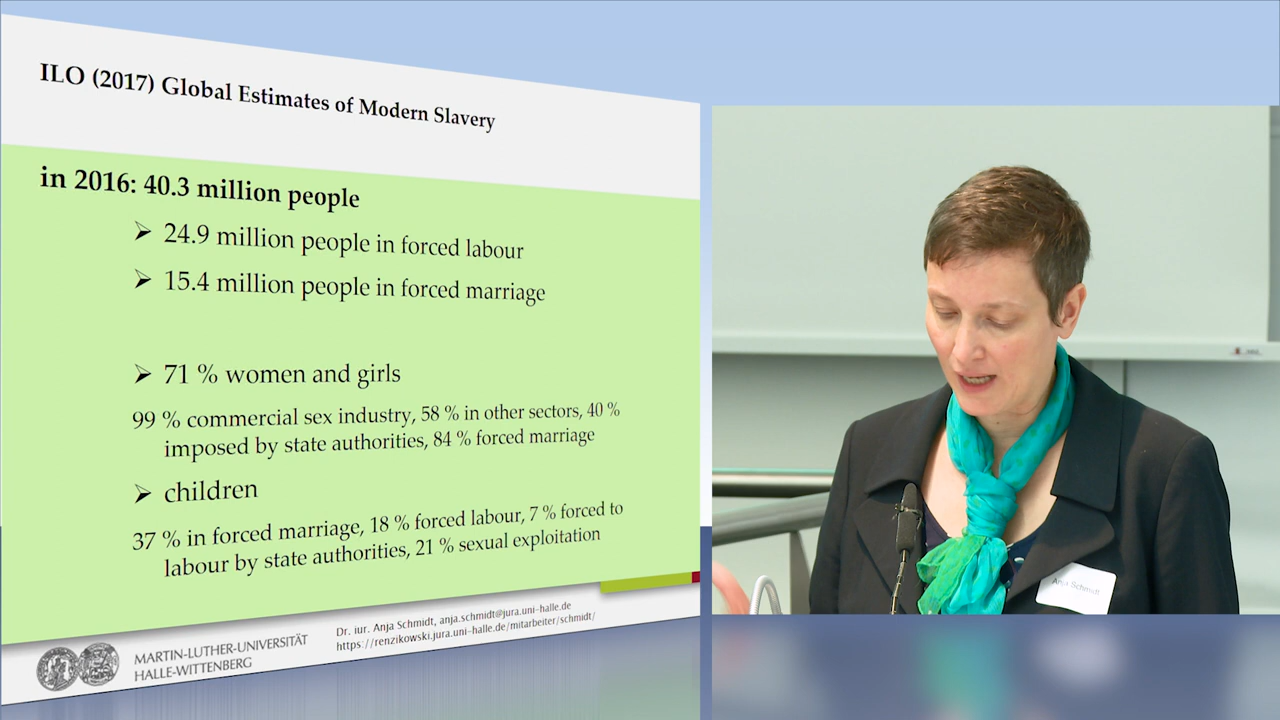 ILO (2017) Global Estimates of Modern Slavery
in 2016: 40.3 million people
➢ 24.9 million people in forced labour
➢ 15.4 million people in forced marriage
➢ 71 % women and girls
99 % commercial sex industry, 58 % in other sectors, 40 %
imposed by state authorities, 84 % forced marriage
➢ children
37 % in forced marriage, 18 % forced labour, 7 % forced to
labour by state authorities, 21 % sexual exploitation
MARTIN-LUTHER-UNIVERSITÄT
HALLE-WITTENBERG
Dr. iur. Anja Schmidt, anja.schmidt@jura.uni-halle.de
https://renzikowski.jura.uni-halle.de/mitarbeiter/schmidt/
Anja Schmidt